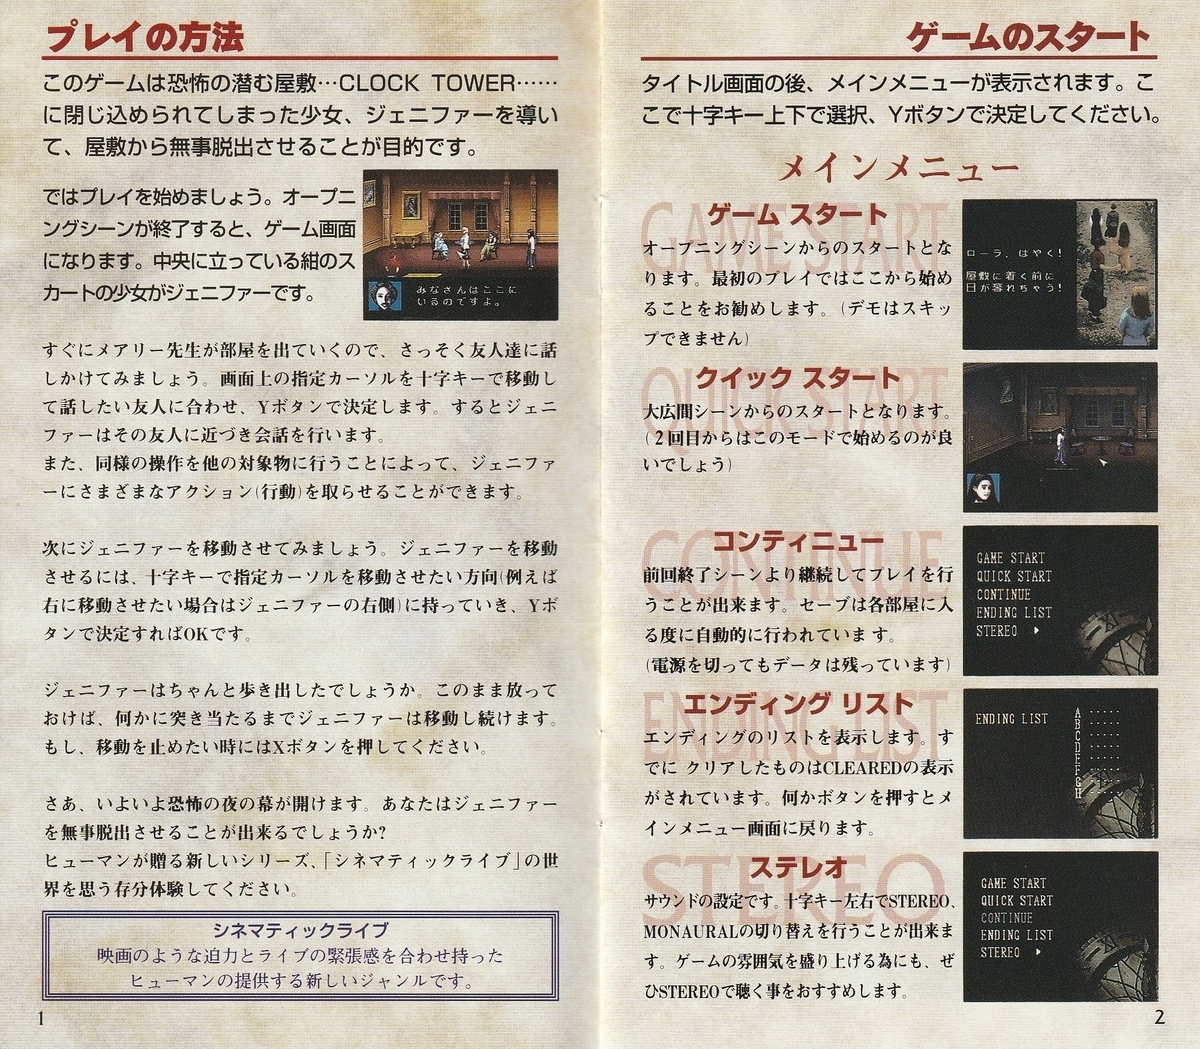 プレイの方法
このゲームは恐怖の潜む屋敷…CLOCK TOWER……
に閉じ込められてしまった少女、ジェニファーを導い
て、屋敷から無事脱出させることが目的です。
ではプレイを始めましょう。オープニ
ングシーンが終了すると、ゲーム画面
になります。中央に立っている紺のス
カートの少女がジェニファーです。
みなさんはここに
いるのですよ。
すぐにメアリー先生が部屋を出ていくので、さっそく友人達に話
しかけてみましょう。画面上の指定カーソルを十字キーで移動し
て話したい友人に合わせ、Yボタンで決定します。するとジェニ
ファーはその友人に近づき会話を行います。
また、同様の操作を他の対象物に行うことによって、ジェニファ
ーにさまざまなアクション(行動)を取らせることができます。
次にジェニファーを移動させてみましょう。ジェニファーを移動
させるには、十字キーで指定カーソルを移動させたい方向(例えば
右に移動させたい場合はジェニファーの右側)に持っていき、Yボ
タンで決定すればOKです。
ジェニファーはちゃんと歩き出したでしょうか。このまま放って
おけば、何かに突き当たるまでジェニファーは移動し続けます。
もし、移動を止めたい時にはXボタンを押してください。
さあ、いよいよ恐怖の夜の幕が開けます。あなたはジェニファー
を無事脱出させることが出来るでしょうか?
ヒューマンが贈る新しいシリーズ、「シネマティックライブ」の世
界を思う存分体験してください。
シネマティックライブ
映画のような迫力とライブの緊張感を合わせ持った
ヒューマンの提供する新しいジャンルです。
1
ゲームのスタート
タイトル画面の後、メインメニューが表示されます。こ
こで十字キー上下で選択、Yボタンで決定してください。
メインメニュー
GAME START
ゲーム スタート
オープニングシーンからのスタートとな
ります。最初のプレイではここから始め
ることをお勧めします。(デモはスキッ
プできません)
ローラ、はやく!
屋敷に着く前に
日が暮れちゃう!
QUICK START
クイック スタート
大広間シーンからのスタートとなります。
(2回目からはこのモードで始めるのが良
いでしょう)
CONTINUE
コンティニュー
前回終了シーンより継続してプレイを行
うことが出来ます。セーブは各部屋に入
る度に自動的に行われていま す。
(電源を切ってもデータは残っています)
GAME START
QUICK START
CONTINUE
ENDING LIST
STEREO
ENDING LIST
エンディング リスト
エンディングのリストを表示します。す
でに クリアしたものはCLEAREDの表示
がされています。何かボタンを押すとメ
インメニュー画面に戻ります。
ENDING LIST
A ·····
B ·····
C ·····
D ·····
E ·····
F ·····
G ·····
H ·····
STEREO
ステレオ
サウンドの設定です。十字キー左右でSTEREO、
MONAURALの切り替えを行うことが出来ま
す。ゲームの雰囲気を盛り上げる為にも、ぜ
ひSTEREOで聴く事をおすすめします。
GAME START
QUICK START
CONTINUE
ENDING LIST
STEREO
2